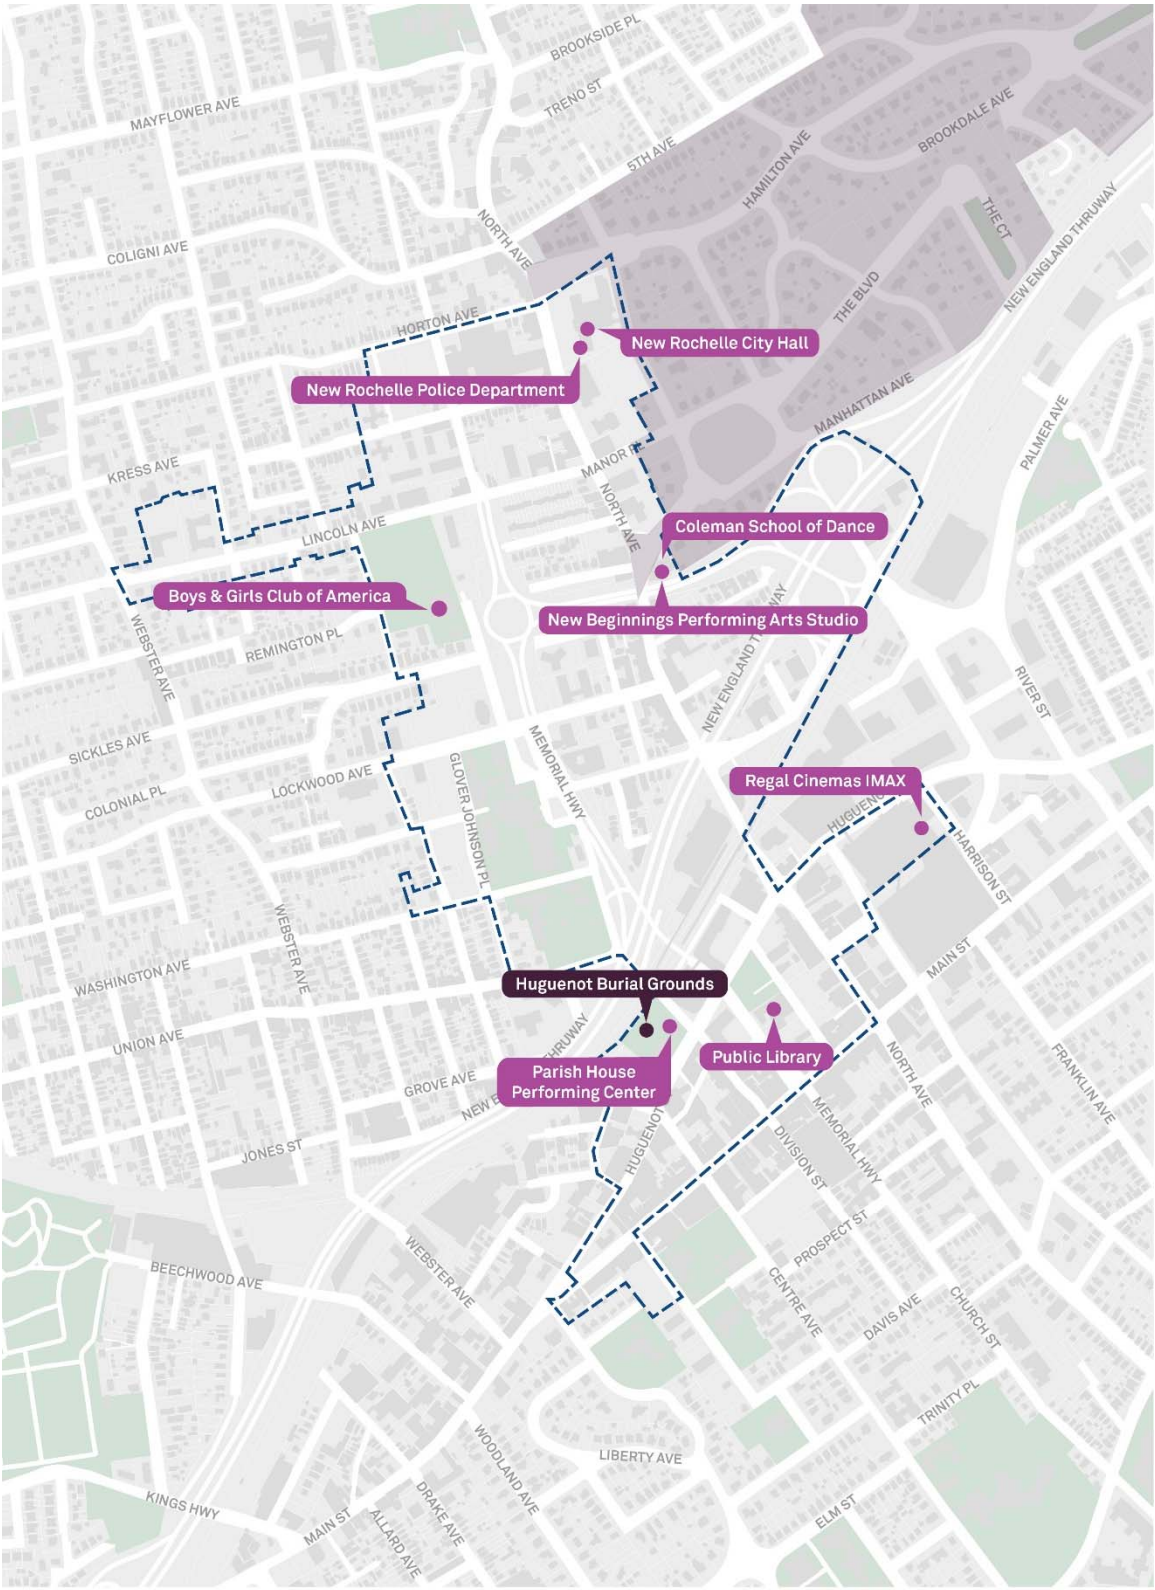 BROOKSIDE PL
TRENO ST
MAYFLOWER AVE
BROOKDALE AVE
5TH AVE
HAMILTON AVE
NORTH AVE
THE CT
NEW ENGLAND THRUWAY
COLIGNI AVE
THE BLVD
HORTON AVE
New Rochelle City Hall
New Rochelle Police Department
MANHATTAN AVE
PALMER AVE
KRESS AVE
MANOR PL
NORTH AVE
LINCOLN AVE
Coleman School of Dance
Boys & Girls Club of America
New Beginnings Performing Arts Studio
WEBSTER AVE
REMINGTON PL
NEW ENGLAND THRUWAY
RIVER ST
SICKLES AVE
MEMORIAL HWY
COLONIAL PL
LOCKWOOD AVE
GLOVER JOHNSON PL
Regal Cinemas IMAX
HUGUENO
HARRISON ST
WEBSTER AVE
MAIN ST
WASHINGTON AVE
Huguenot Burial Grounds
UNION AVE
THRUWAY
Public Library
NORTH AVE
FRANKLIN AVE
GROVE AVE
NEW E
Parish House
Performing Center
HUGUENOT
MEMORIAL HWY
DIVISION ST
JONES ST
PROSPECT ST
BEECHWOOD AVE
WEBSTER AVE
CENTRE AVE
DAVIS AVE
CHURCH ST
TRINITY PL
WOODLAND AVE
LIBERTY AVE
KINGS HWY
MAIN ST
ALLARD AVE
DRAKE AVE
ELM ST